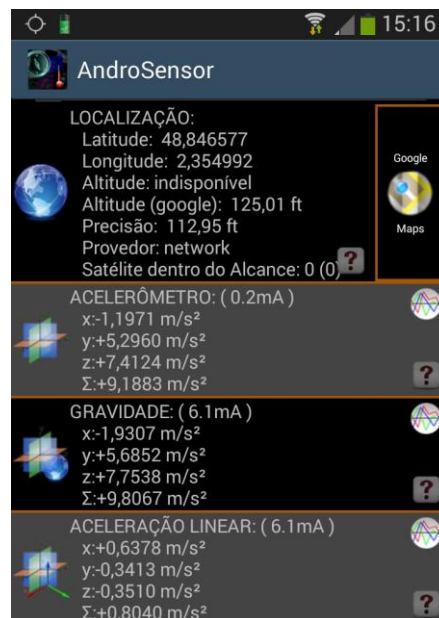 15:16
AndroSensor
LOCALIZAÇÃO:
Latitude: 48,846577
Longitude: 2,354992
Altitude: indisponível
Altitude (google): 125,01 ft
Precisão: 112,95 ft
Provedor: network
Satélite dentro do Alcance: 0 (0)
?
Google
Maps
ACELERÔMETRO: ( 0.2mA )
x:-1,1971 m/s²
y:+5,2960 m/s²
z:+7,4124 m/s²
Σ:+9,1883 m/s²
?
GRAVIDADE: ( 6.1mA )
x:-1,9307 m/s²
y:+5,6852 m/s²
z:+7,7538 m/s²
Σ:+9,8067 m/s²
?
ACELERAÇÃO LINEAR: ( 6.1mA )
x:+0,6378 m/s²
y:-0,3413 m/s²
z:-0,3510 m/s²
Σ:+0,8040 m/s²
?